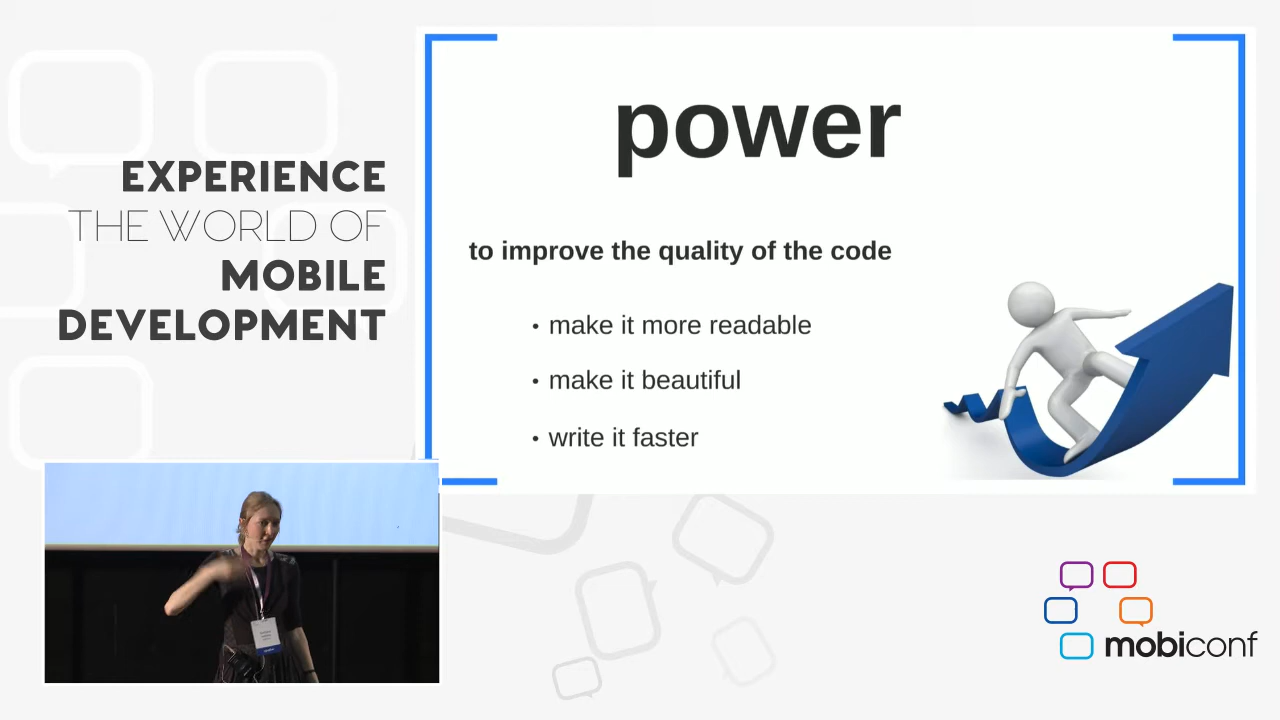 EXPERIENCE
THE WORLD OF
MOBILE
DEVELOPMENT
power
to improve the quality of the code
• make it more readable
• make it beautiful
• write it faster
mobiconf